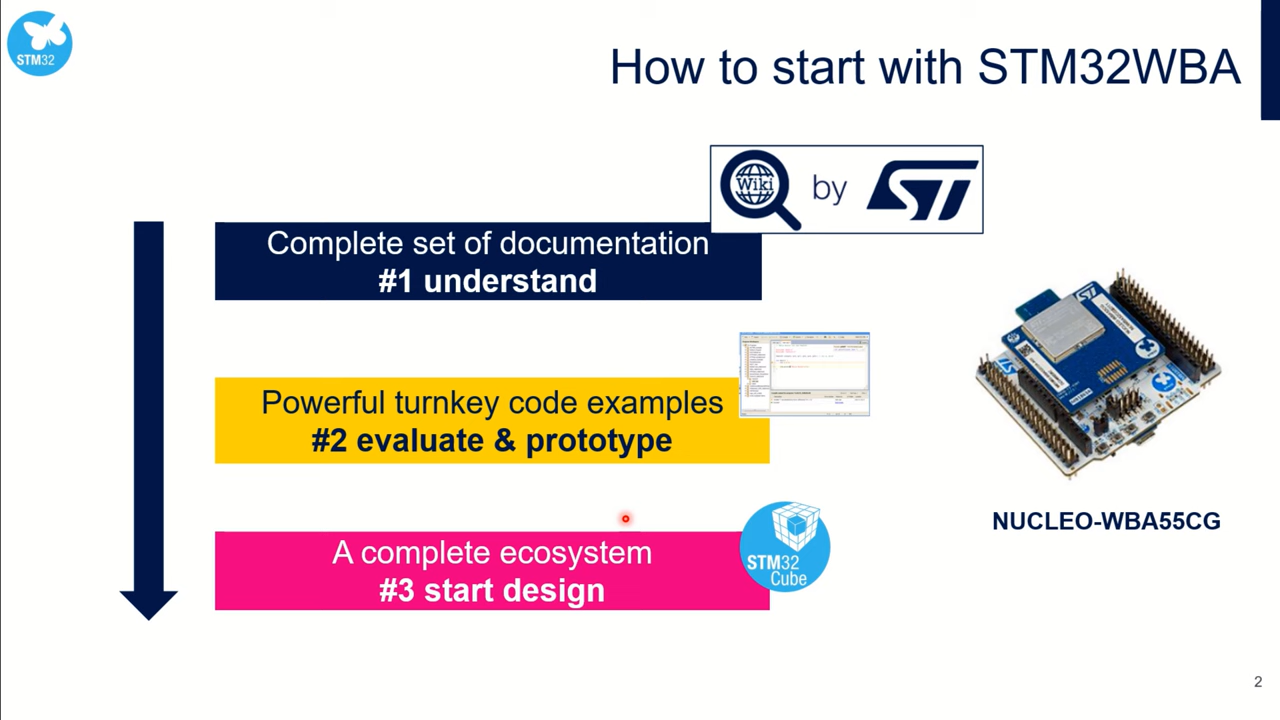 STM32
How to start with STM32WBA
Wiki
by
ST
Complete set of documentation
#1 understand
Powerful turnkey code examples
#2 evaluate & prototype
A complete ecosystem
#3 start design
STM32
Cube
NUCLEO-WBA55CG
2